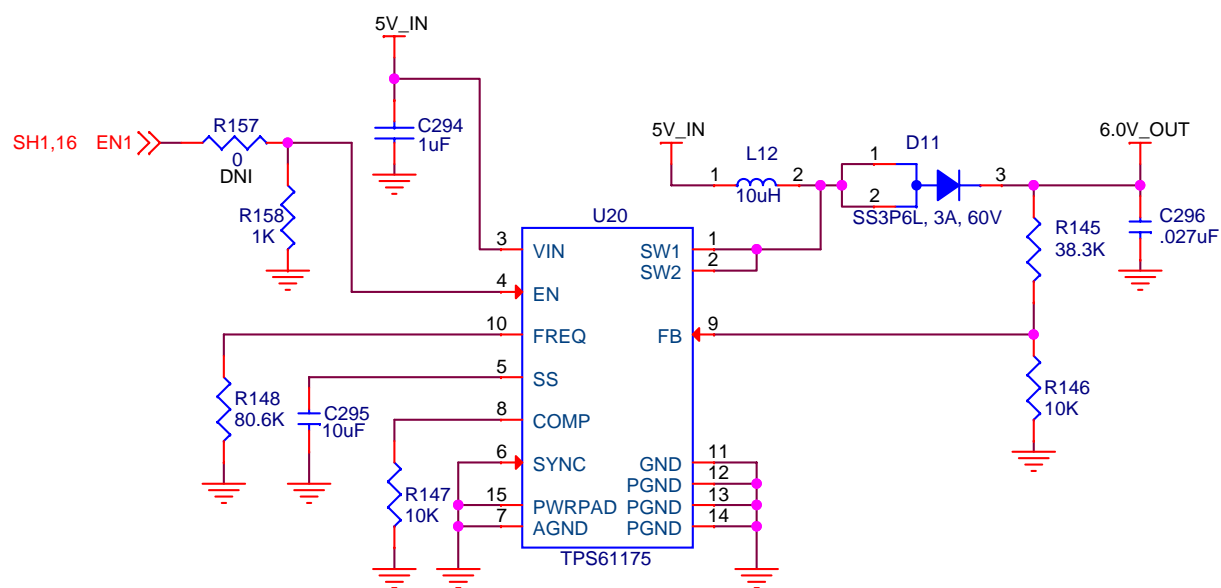 5V_IN
SH1,16 EN1
R157
0
DNI
R158
1K
C294
1uF
5V_IN
L12
1 2
10uH
D11
1
2
3
SS3P6L, 3A, 60V
6.0V_OUT
C296
.027uF
R145
38.3K
R146
10K
U20
3 VIN
4 EN
10 FREQ
5 SS
8 COMP
6 SYNC
15 PWRPAD
7 AGND
SW1 1
SW2 2
FB 9
GND 11
PGND 12
PGND 13
PGND 14
TPS61175
R148
80.6K
C295
10uF
R147
10K